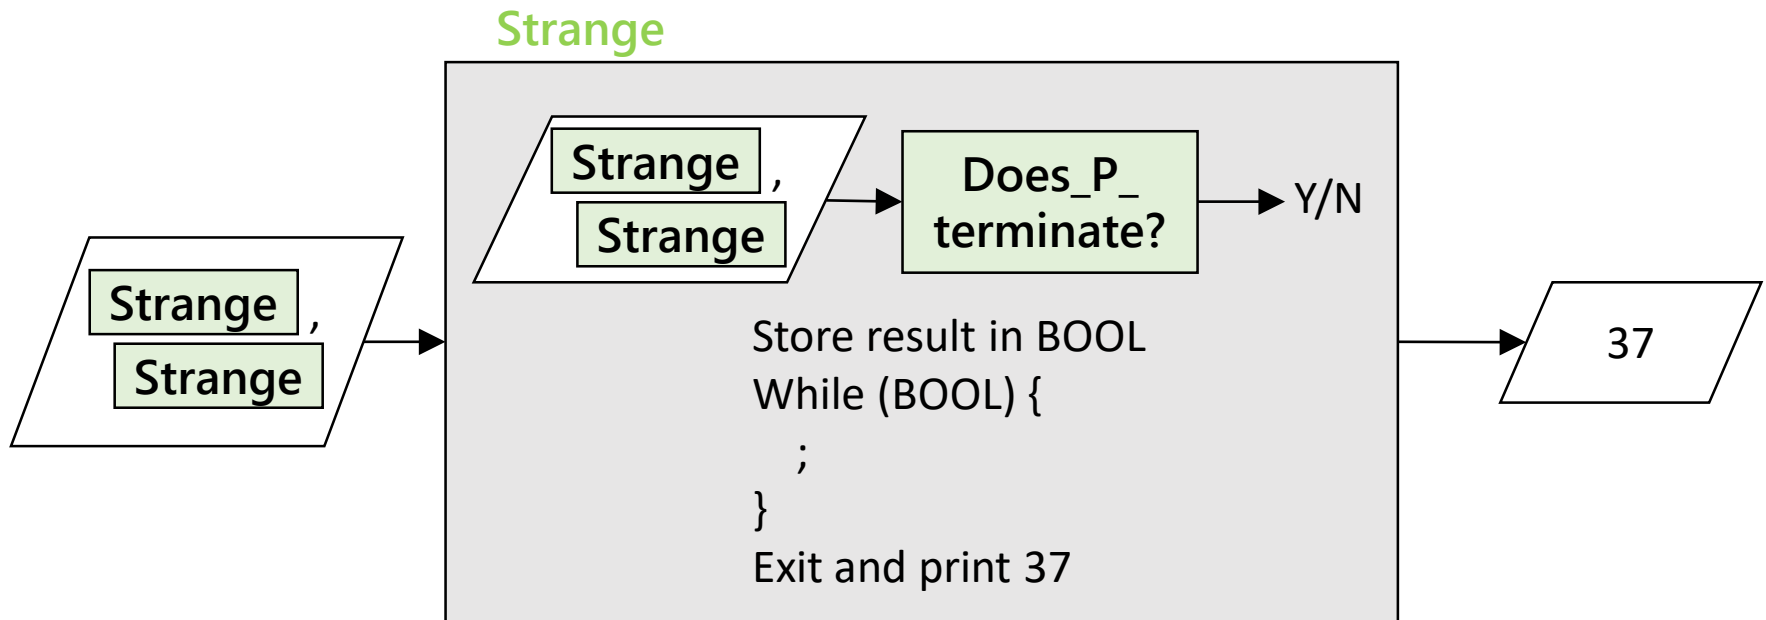 Strange
Strange ,
Strange
Does_P_
terminate?
Y/N
Strange ,
Strange
Store result in BOOL
While (BOOL) {
;
}
Exit and print 37
37